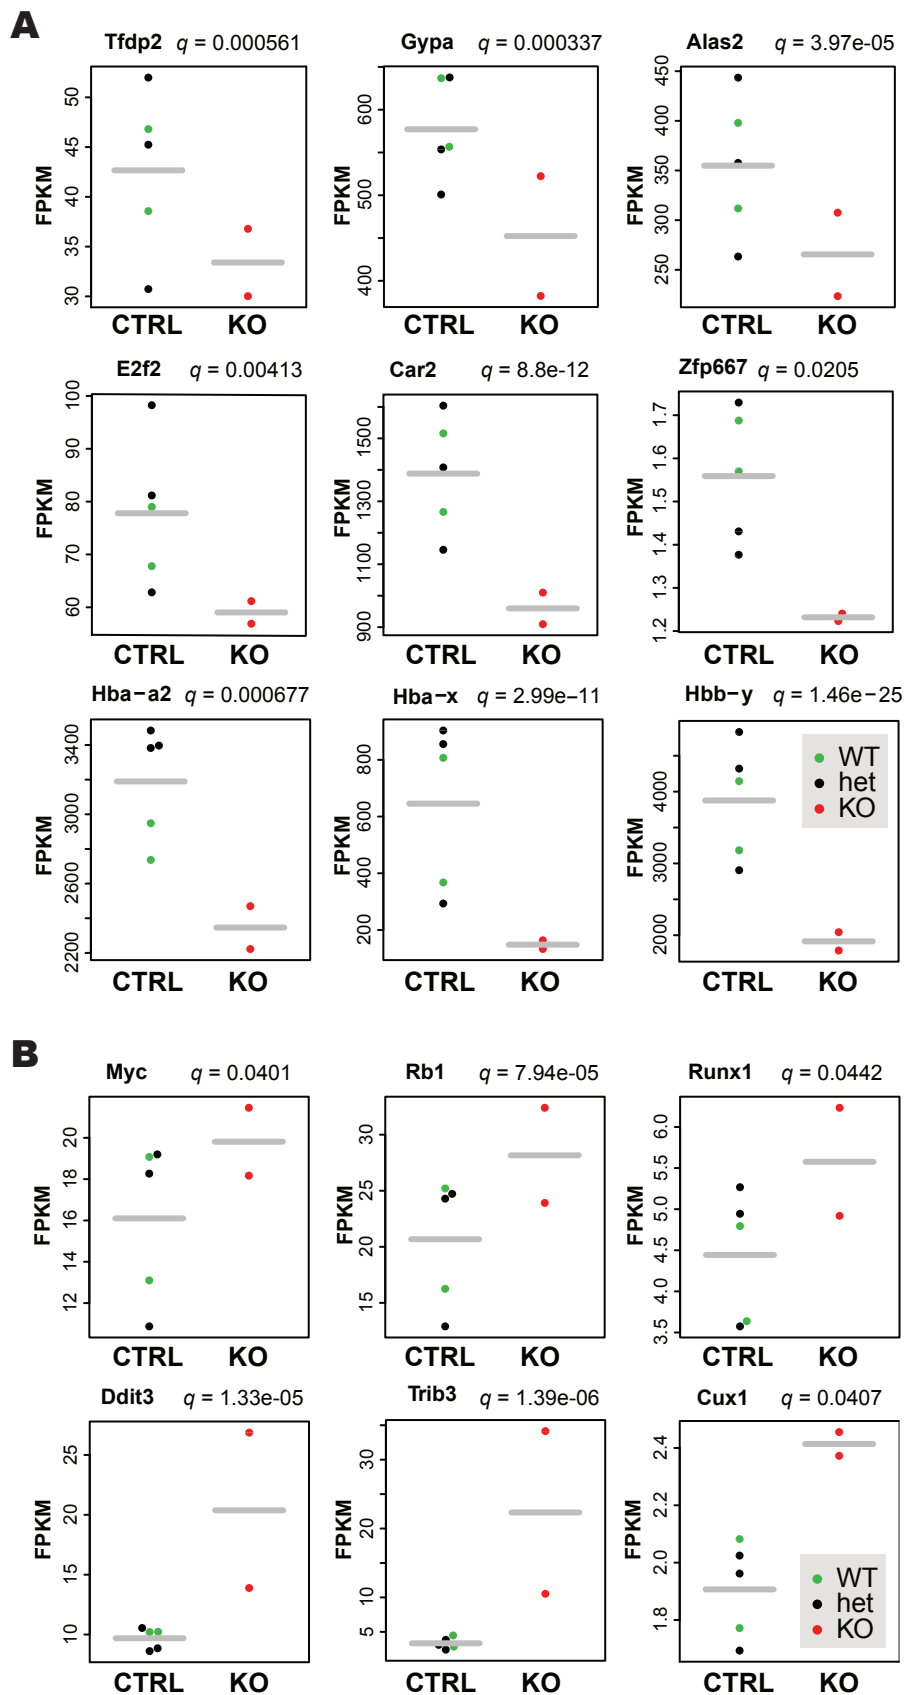 A
Tfdp2 q = 0.000561
Gypa q = 0.000337
Alas2 q = 3.97e-05
FPKM 30 35 40 45 50
FPKM 400 500 600
FPKM 250 300 350 400 450
CTRL KO
CTRL KO
CTRL KO
E2f2 q = 0.00413
Car2 q = 8.8e-12
Zfp667 q = 0.0205
FPKM 60 70 80 90 100
FPKM 900 1100 1300 1500
FPKM 1.2 1.3 1.4 1.5 1.6 1.7
CTRL KO
CTRL KO
CTRL KO
Hba−a2 q = 0.000677
Hba−x q = 2.99e−11
Hbb−y q = 1.46e−25
FPKM 2200 2600 3000 3400
FPKM 200 400 600 800
FPKM 2000 3000 4000
WT
het
KO
CTRL KO
CTRL KO
CTRL KO
B
Myc q = 0.0401
Rb1 q = 7.94e-05
Runx1 q = 0.0442
FPKM 12 14 16 18 20
FPKM 15 20 25 30
FPKM 3.5 4.0 4.5 5.0 5.5 6.0
CTRL KO
CTRL KO
CTRL KO
Ddit3 q = 1.33e-05
Trib3 q = 1.39e-06
Cux1 q = 0.0407
FPKM 10 15 20 25
FPKM 5 10 20 30
FPKM 1.8 2.0 2.2 2.4
WT
het
KO
CTRL KO
CTRL KO
CTRL KO